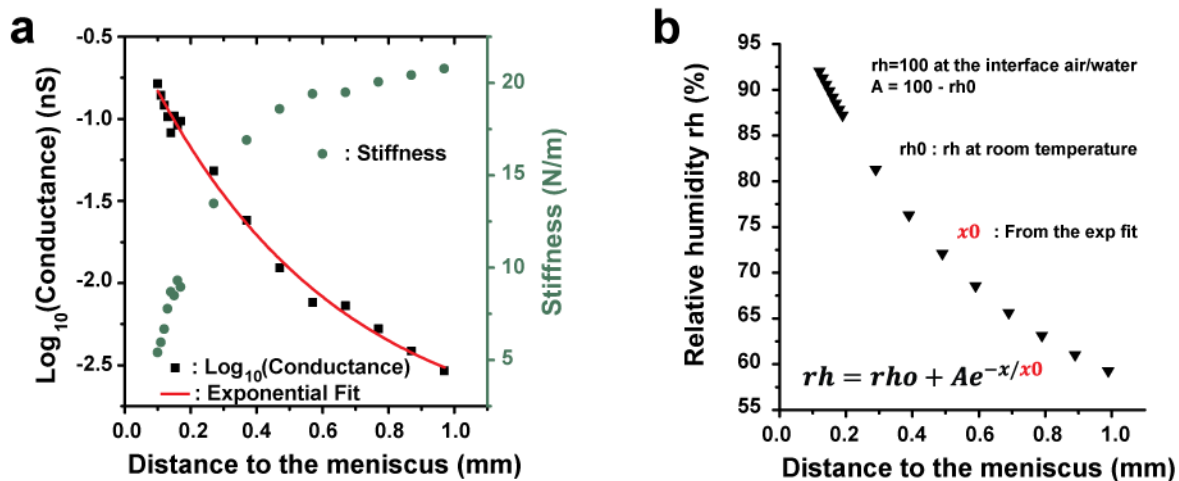 a
-0.5
-1.0
-1.5
-2.0
-2.5
Log10(Conductance) (nS)
: Stiffness
: Log10(Conductance)
: Exponential Fit
20
15
10
5
Stiffness (N/m)
0.0 0.2 0.4 0.6 0.8 1.0
Distance to the meniscus (mm)
b
95
90
85
80
75
70
65
60
55
Relative humidity rh (%)
rh=100 at the interface air/water
A = 100 - rh0
rh0 : rh at room temperature
x0 : From the exp fit
rh = rho + Ae^{-x/x0}
0.0 0.2 0.4 0.6 0.8 1.0
Distance to the meniscus (mm)